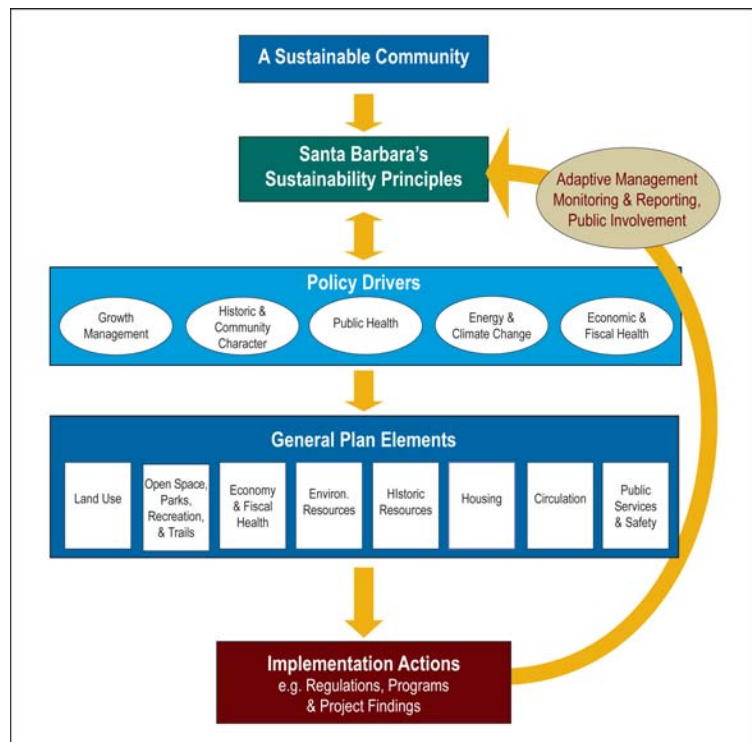 A Sustainable Community
Santa Barbara's
Sustainability Principles
Adaptive Management
Monitoring & Reporting,
Public Involvement
Policy Drivers
Growth
Management
Historic &
Community
Character
Public Health
Energy &
Climate Change
Economic &
Fiscal Health
General Plan Elements
Land Use
Open Space,
Parks,
Recreation,
& Trails
Economy
& Fiscal
Health
Environ.
Resources
HIstoric
Resources
Housing
Circulation
Public
Services
& Safety
Implementation Actions
e.g. Regulations, Programs
& Project Findings